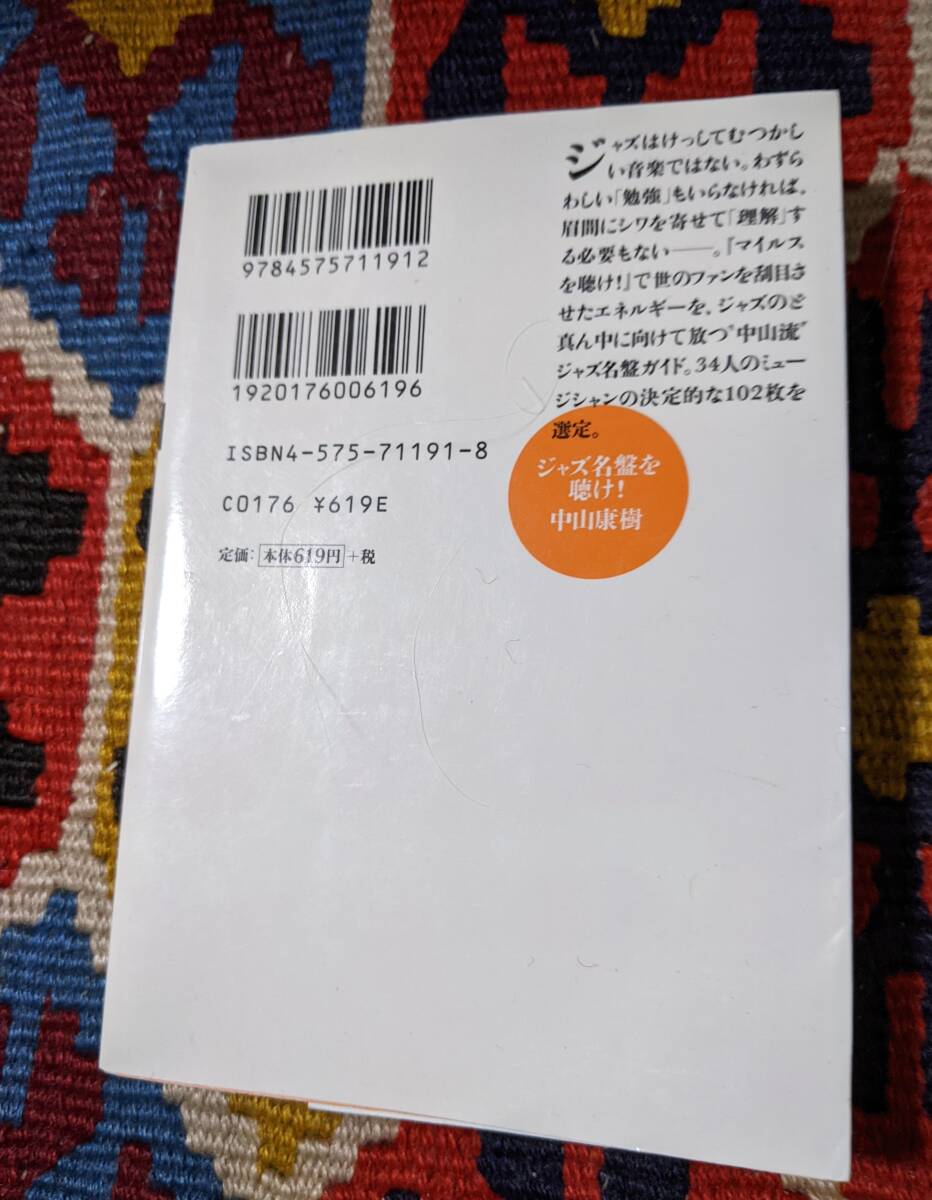 9784575711912
1920176006196
ISBN4-575-71191-8
C0176 ¥619E
定価：本体619円+税
ジャズはけっしてむつかし
い音楽ではない。わずら
わしい「勉強」もいらなければ、
眉間にシワを寄せて「理解」す
る必要もない――。『マイルス
を聴け！』で世のファンを刮目さ
せたエネルギーを、ジャズのど
真ん中に向けて放つ“中山流”
ジャズ名盤ガイド。34人のミュー
ジシャンの決定的な102枚を
選定。
ジャズ名盤を
聴け！
中山康樹